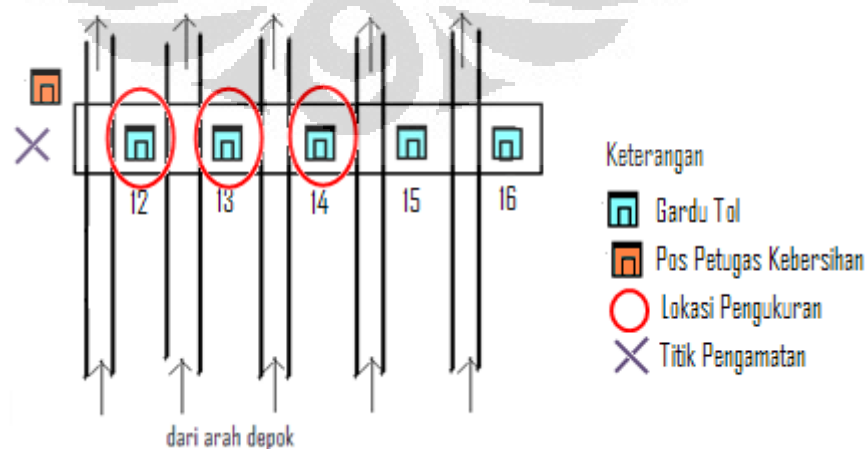 12 13 14 15 16
dari arah depok
Keterangan
Gardu Tol
Pos Petugas Kebersihan
Lokasi Pengukuran
Titik Pengamatan